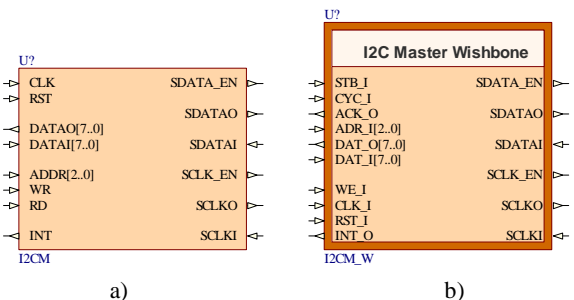 U?
CLK SDATA_EN
RST
SDATAO
DATAO[7..0]
DATAI[7..0] SDATAI
ADDR[2..0] SCLK_EN
WR
RD SCLKO
INT SCLKI
I2CM
a)
U?
I2C Master Wishbone
STB_I SDATA_EN
CYC_I
ACK_O SDATAO
ADR_I[2..0]
DAT_O[7..0] SDATAI
DAT_I[7..0]
SCLK_EN
WE_I
CLK_I SCLKO
RST_I
INT_O SCLKI
I2CM_W
b)